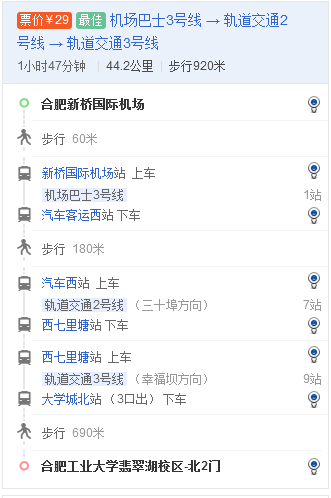 票价¥29 最佳 机场巴士3号线 → 轨道交通2
号线 → 轨道交通3号线
1小时47分钟 | 44.2公里 | 步行920米
合肥新桥国际机场
步行 60米
新桥国际机场站 上车
机场巴士3号线 1站
汽车客运西站下车
步行 180米
汽车西站 上车
轨道交通2号线 （三十埠方向） 7站
西七里塘站 下车
西七里塘站 上车
轨道交通3号线 （幸福坝方向） 9站
大学城北站 （3口出） 下车
步行 690米
合肥工业大学翡翠湖校区-北2门